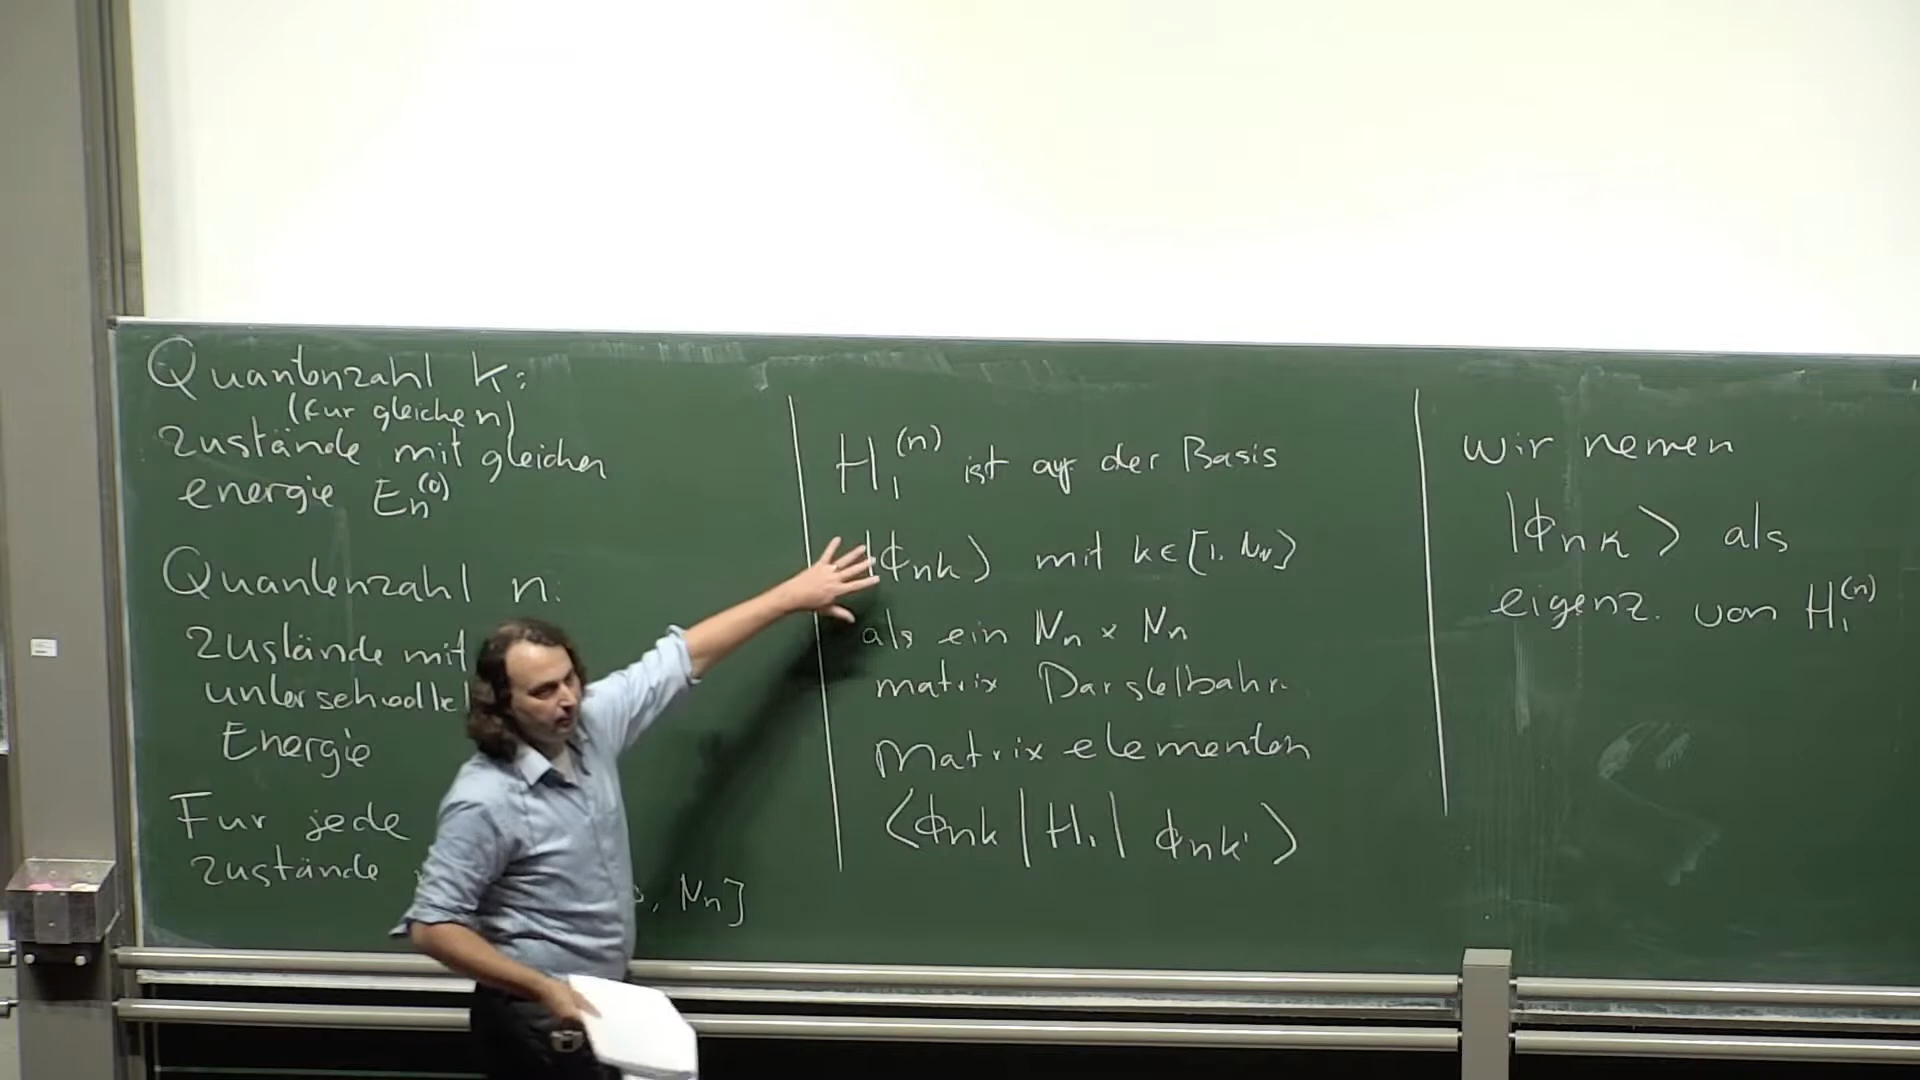 Quantenzahl k:
(fur gleiche n)
Zustände mit gleichen
energie En(0)
Quantenzahl n:
Zustände mit
Energie
Fur jede
zustände
, Nn]
H1(n) ist auf der Basis
|ϕnk⟩ mit k∈[1, Nn]
als ein Nn × Nn
matrix
matrix elementen
⟨ϕnk|H1|ϕnk'⟩
Wir nemen
|ϕnk⟩ als
eigenz. von H1(n)